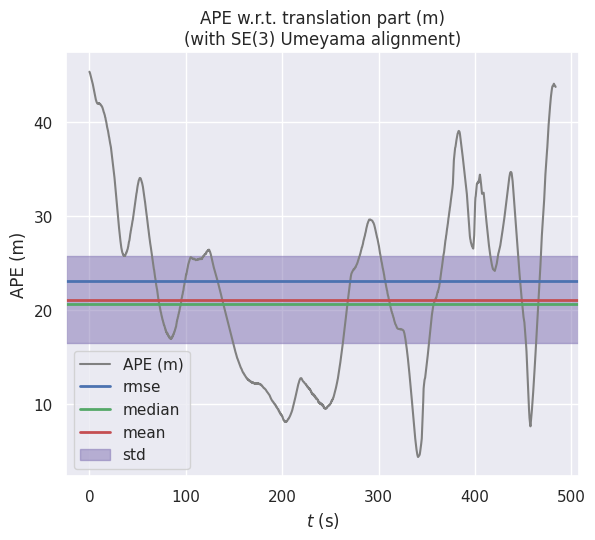 APE w.r.t. translation part (m)
(with SE(3) Umeyama alignment)
APE (m)
40
30
20
10
APE (m)
rmse
median
mean
std
0 100 200 300 400 500
t (s)